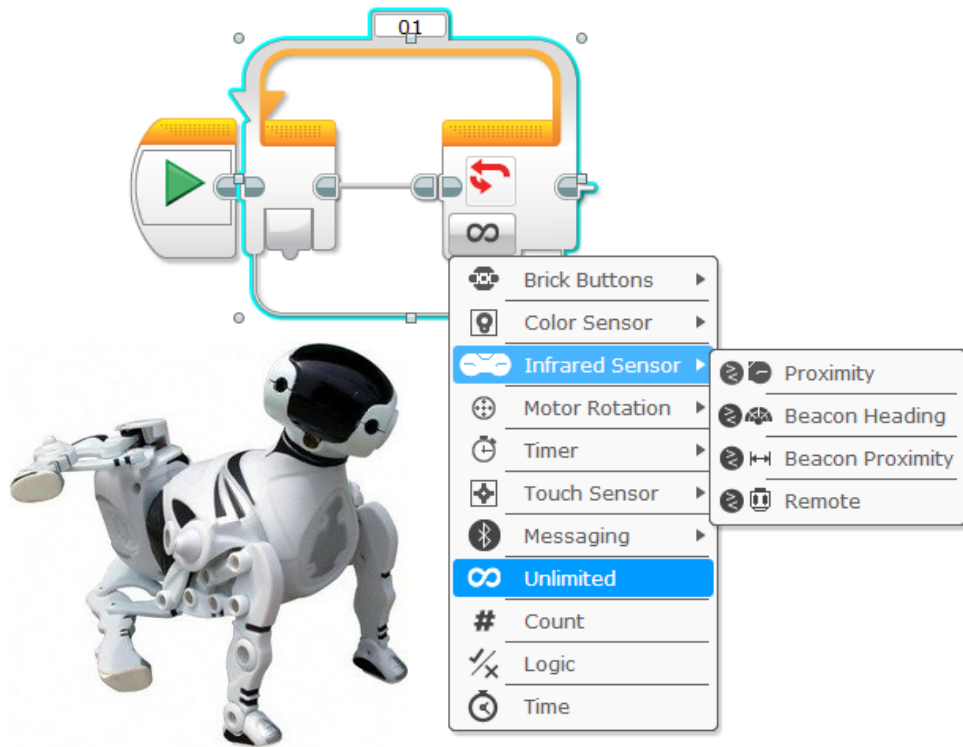 01
Brick Buttons
Color Sensor
Infrared Sensor
Proximity
Motor Rotation
Beacon Heading
Timer
Beacon Proximity
Touch Sensor
Remote
Messaging
Unlimited
# Count
Logic
Time